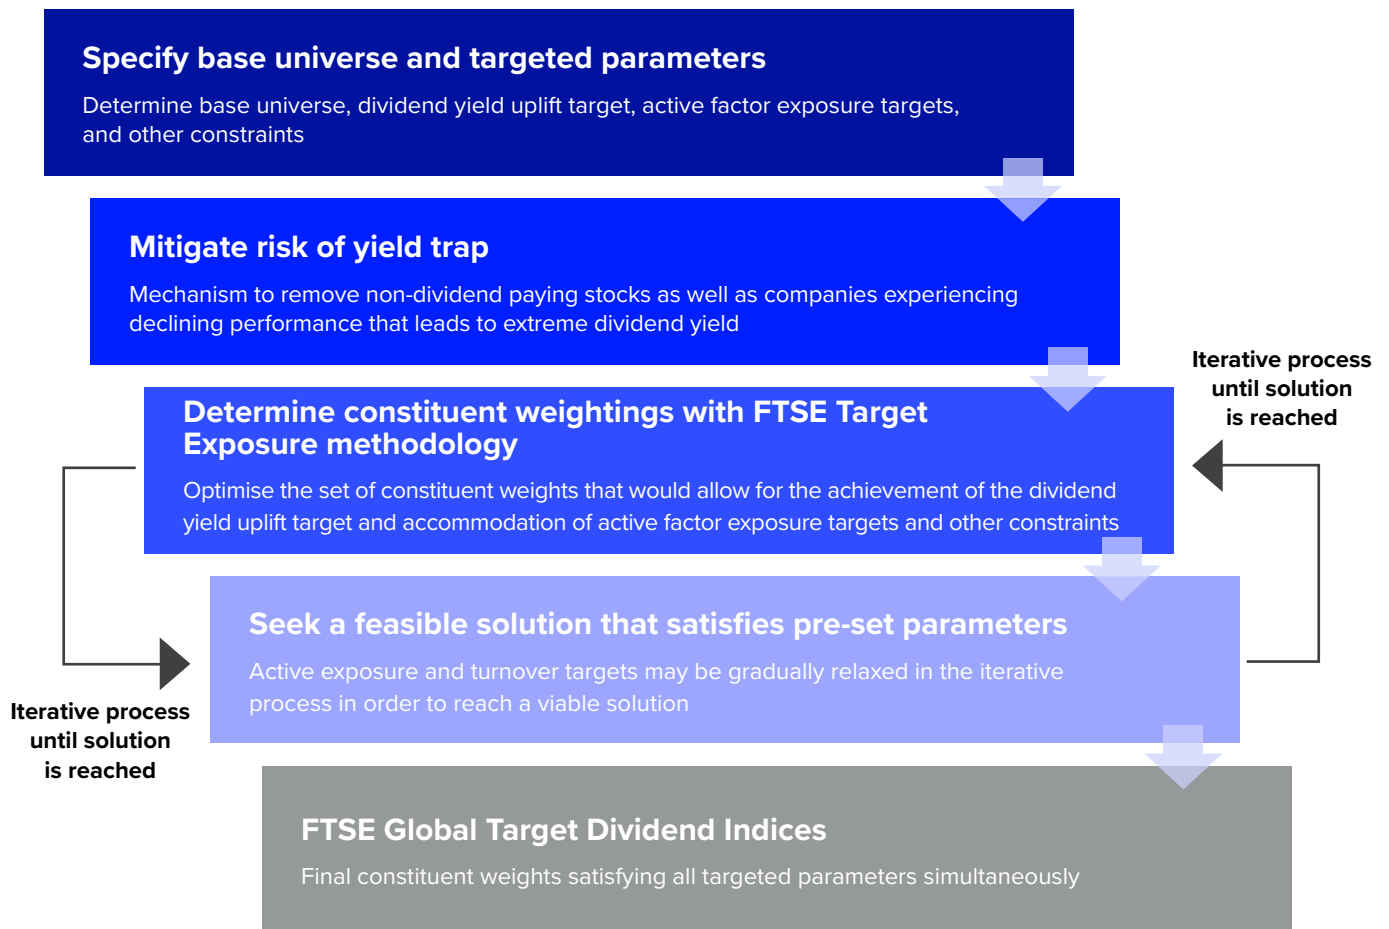 Specify base universe and targeted parameters
Determine base universe, dividend yield uplift target, active factor exposure targets,
and other constraints
Mitigate risk of yield trap
Mechanism to remove non-dividend paying stocks as well as companies experiencing
declining performance that leads to extreme dividend yield
Iterative process
until solution
is reached
Determine constituent weightings with FTSE Target
Exposure methodology
Optimise the set of constituent weights that would allow for the achievement of the dividend
yield uplift target and accommodation of active factor exposure targets and other constraints
Seek a feasible solution that satisfies pre-set parameters
Active exposure and turnover targets may be gradually relaxed in the iterative
process in order to reach a viable solution
Iterative process
until solution
is reached
FTSE Global Target Dividend Indices
Final constituent weights satisfying all targeted parameters simultaneously